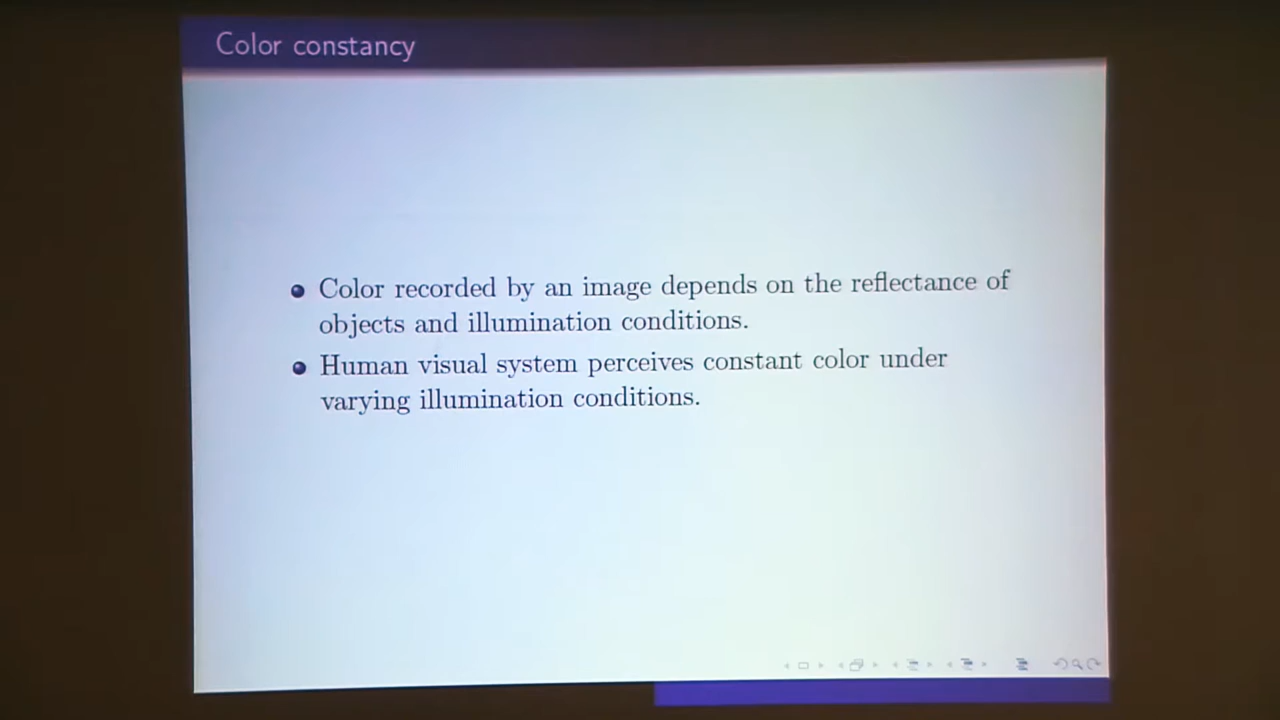 Color constancy
Color recorded by an image depends on the reflectance of
objects and illumination conditions.
Human visual system perceives constant color under
varying illumination conditions.